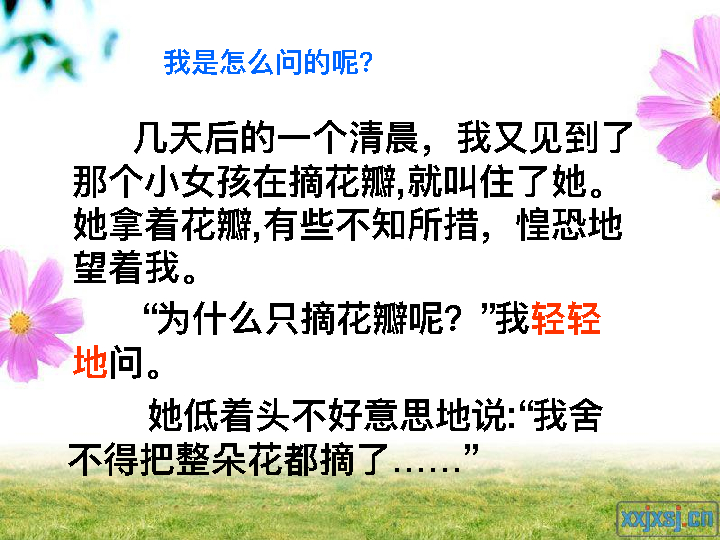 我是怎么问的呢?
几天后的一个清晨，我又见到了
那个小女孩在摘花瓣,就叫住了她。
她拿着花瓣,有些不知所措，惶恐地
望着我。
“为什么只摘花瓣呢？”我轻轻
地问。
她低着头不好意思地说:“我舍
不得把整朵花都摘了……”
xxjxsj.cn